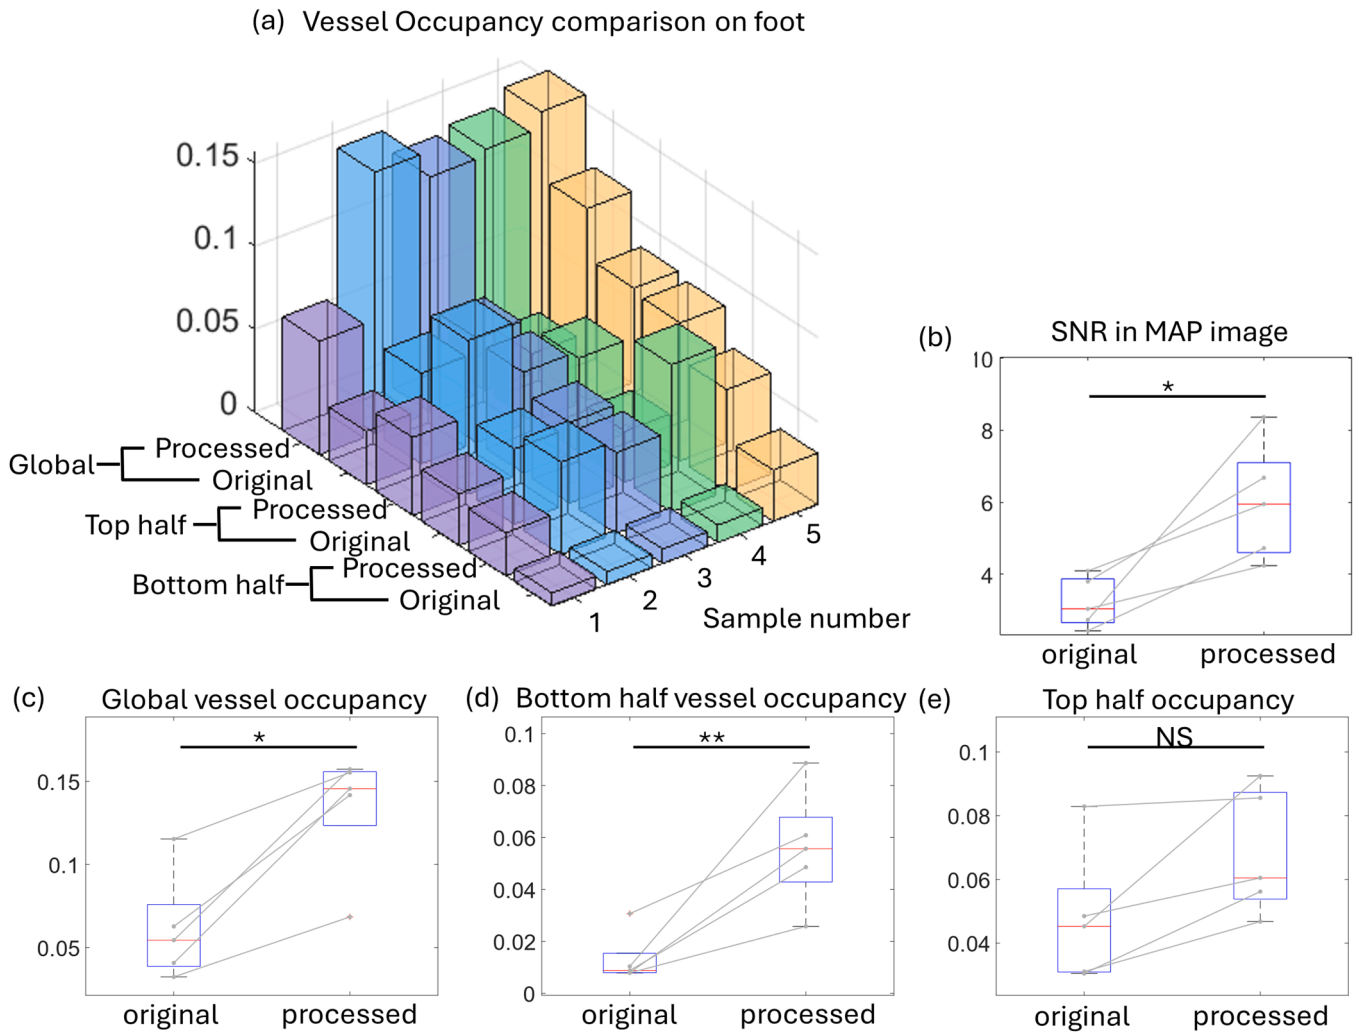 (a) Vessel Occupancy comparison on foot
0.15
0.1
0.05
0
Global
Processed
Original
Top half
Processed
Original
Bottom half
Processed
Original
1
2
3
4
5
Sample number
(b) SNR in MAP image
10
8
6
4
*
original processed
(c) Global vessel occupancy
0.15
0.1
0.05
*
original processed
(d) Bottom half vessel occupancy
0.1
0.08
0.06
0.04
0.02
0
**
original processed
(e) Top half occupancy
0.1
0.08
0.06
0.04
NS
original processed